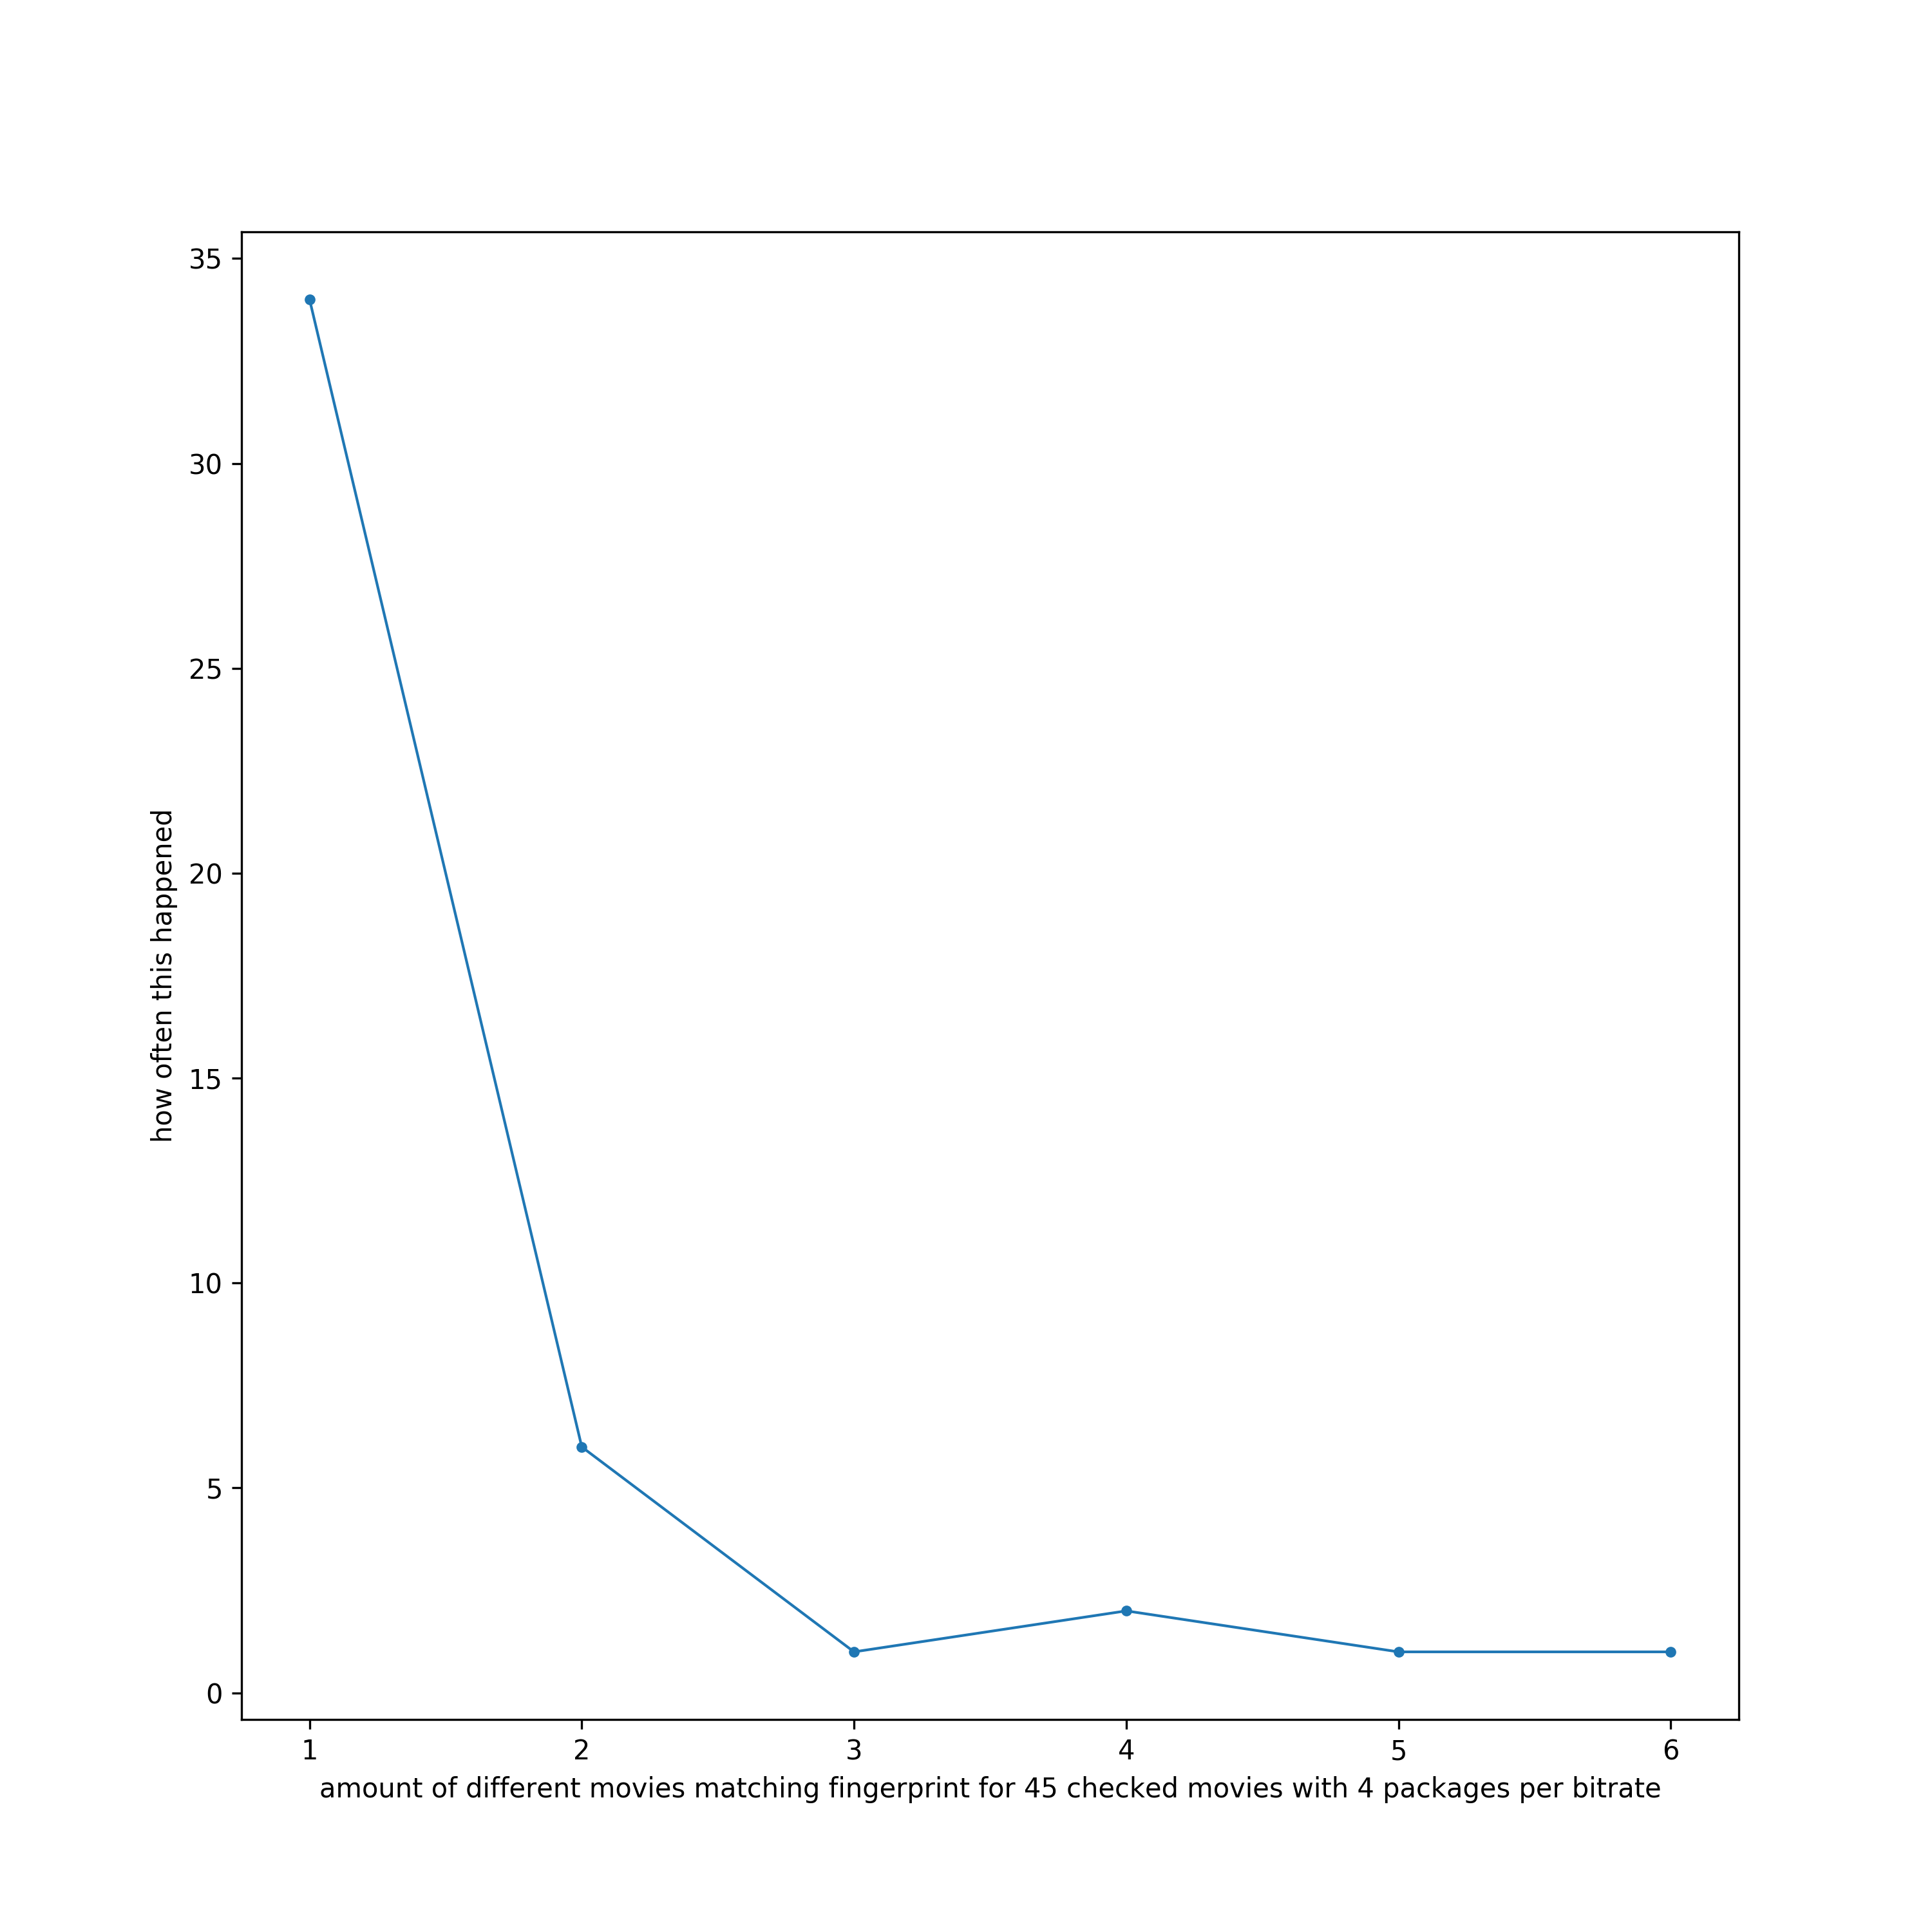 35
30
25
20
15
10
5
0
how often this happened
1 2 3 4 5 6
amount of different movies matching fingerprint for 45 checked movies with 4 packages per bitrate